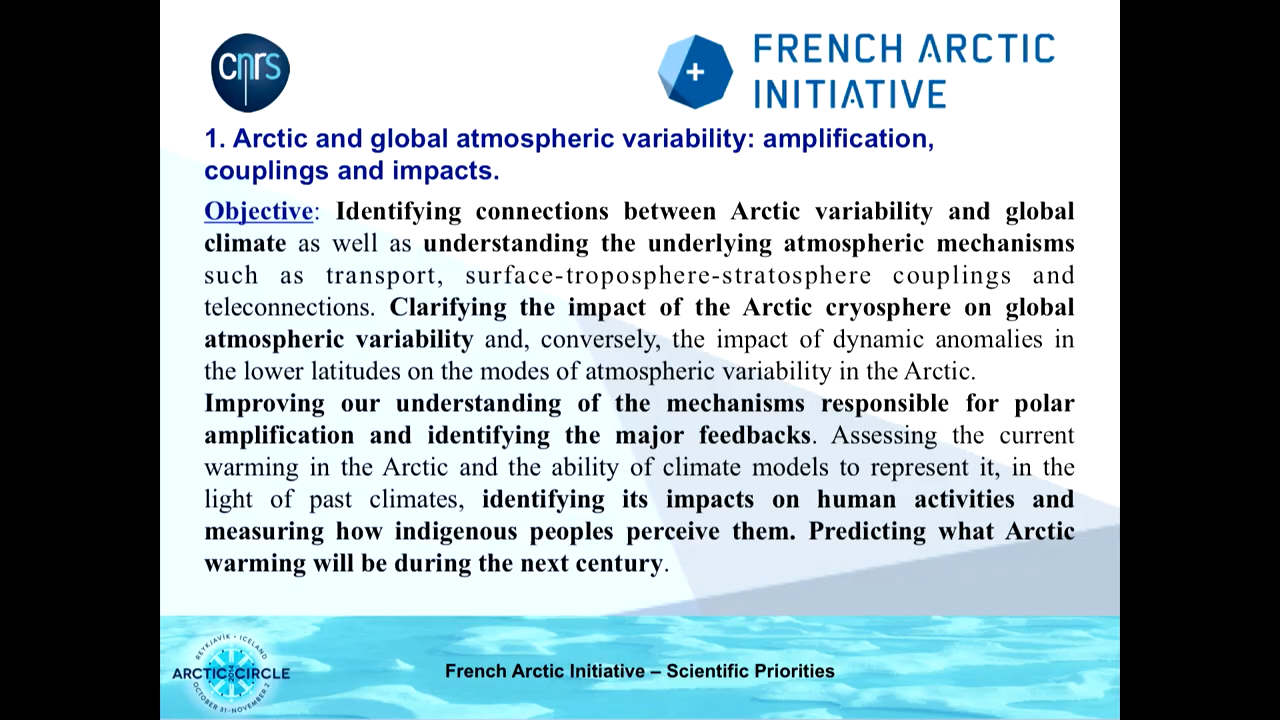 cnrs
FRENCH ARCTIC
INITIATIVE
1. Arctic and global atmospheric variability: amplification,
couplings and impacts.
Objective: Identifying connections between Arctic variability and global
climate as well as understanding the underlying atmospheric mechanisms
such as transport, surface-troposphere-stratosphere couplings and
teleconnections. Clarifying the impact of the Arctic cryosphere on global
atmospheric variability and, conversely, the impact of dynamic anomalies in
the lower latitudes on the modes of atmospheric variability in the Arctic.
Improving our understanding of the mechanisms responsible for polar
amplification and identifying the major feedbacks. Assessing the current
warming in the Arctic and the ability of climate models to represent it, in the
light of past climates, identifying its impacts on human activities and
measuring how indigenous peoples perceive them. Predicting what Arctic
warming will be during the next century.
REYKJAVÍK • ICELAND
ARCTIC CIRCLE
OCTOBER 31-NOVEMBER 2
French Arctic Initiative – Scientific Priorities